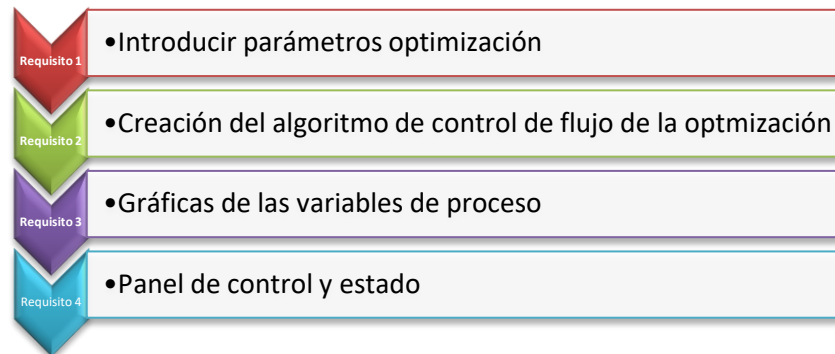 Requisito 1
•Introducir parámetros optimización
Requisito 2
•Creación del algoritmo de control de flujo de la optmización
Requisito 3
•Gráficas de las variables de proceso
Requisito 4
•Panel de control y estado